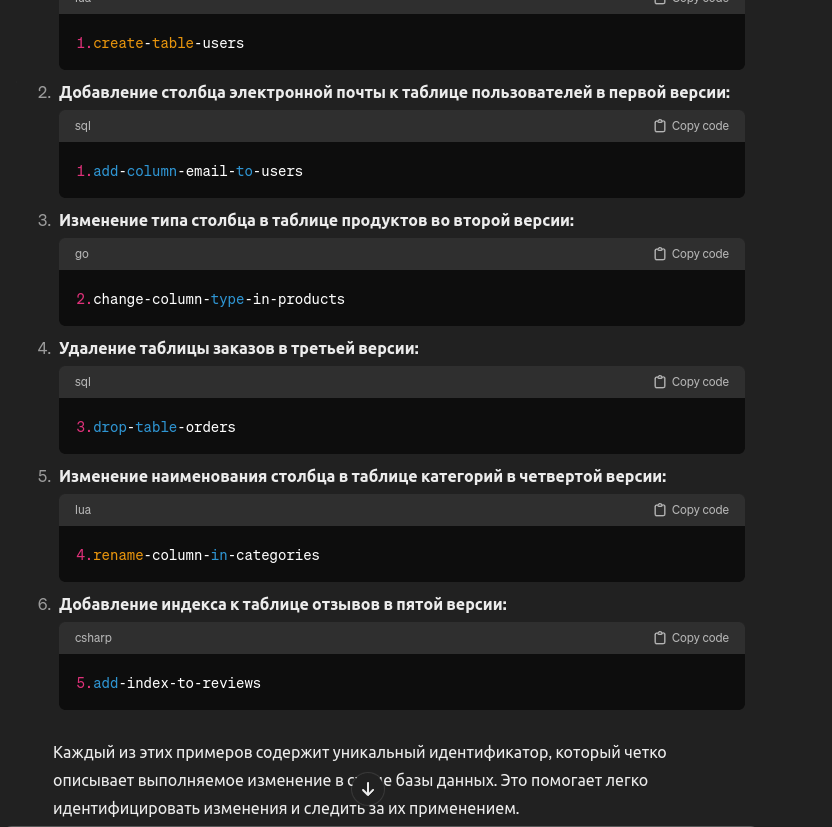 Copy code
1.create-table-users
2. Добавление столбца электронной почты к таблице пользователей в первой версии:
sql Copy code
1.add-column-email-to-users
3. Изменение типа столбца в таблице продуктов во второй версии:
go Copy code
2.change-column-type-in-products
4. Удаление таблицы заказов в третьей версии:
sql Copy code
3.drop-table-orders
5. Изменение наименования столбца в таблице категорий в четвертой версии:
lua Copy code
4.rename-column-in-categories
6. Добавление индекса к таблице отзывов в пятой версии:
csharp Copy code
5.add-index-to-reviews
Каждый из этих примеров содержит уникальный идентификатор, который четко
описывает выполняемое изменение в базы данных. Это помогает легко
идентифицировать изменения и следить за их применением.